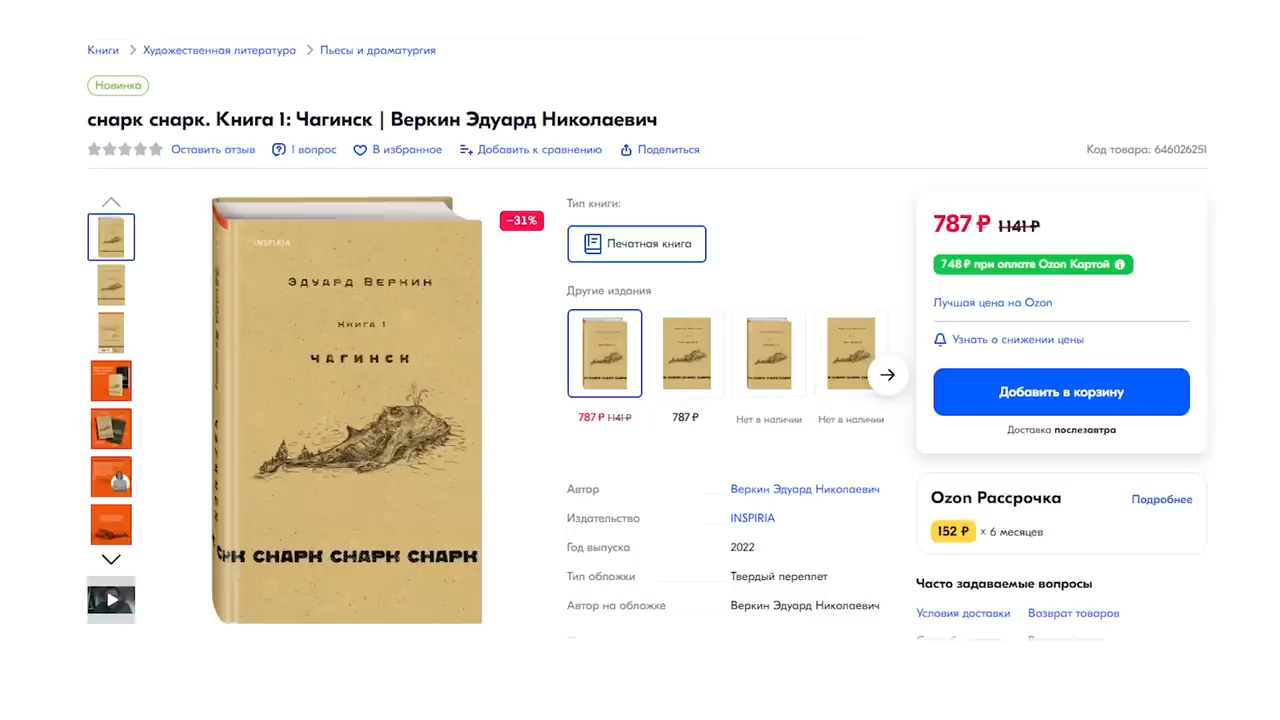 Книги
Художественная литература
Пьесы и драматургия
Новинка
снарк снарк. Книга 1: Чагинск | Веркин Эдуард Николаевич
Оставить отзыв
1 вопрос
В избранное
Добавить к сравнению
Поделиться
Код товара: 646026251
INSPIRIA
Эдуард Веркин
Книга 1
Чагинск
СНАРК СНАРК СНАРК
−31%
Тип книги:
Печатная книга
Другие издания
787 ₽ 1 141 ₽
787 ₽
Нет в наличии
Нет в наличии
Автор
Веркин Эдуард Николаевич
Издательство
INSPIRIA
Год выпуска
2022
Тип обложки
Твердый переплет
Автор на обложке
Веркин Эдуард Николаевич
787 ₽ 1 141 ₽
748 ₽ при оплате Ozon Картой
Лучшая цена на Ozon
Узнать о снижении цены
Добавить в корзину
Доставка послезавтра
Ozon Рассрочка
Подробнее
152 ₽ × 6 месяцев
Часто задаваемые вопросы
Условия доставки
Возврат товаров